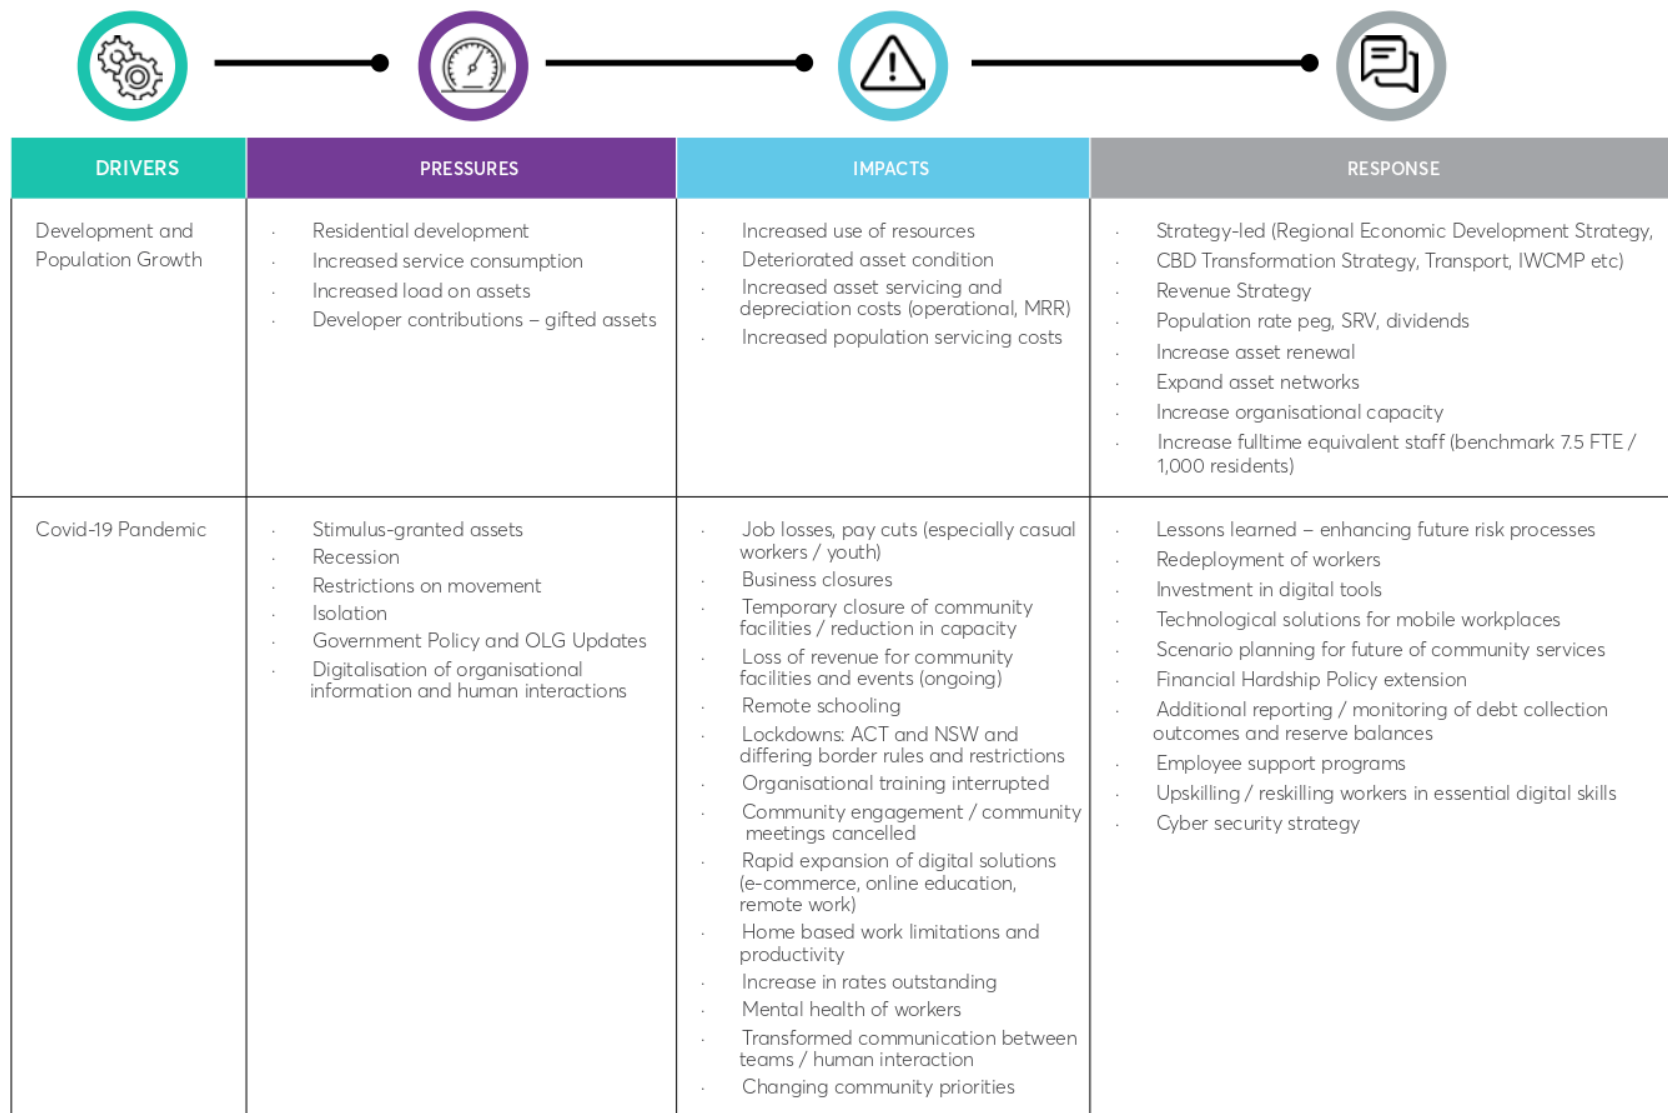 DRIVERS
PRESSURES
IMPACTS
RESPONSE
Development and
Population Growth
· Residential development
· Increased service consumption
· Increased load on assets
· Developer contributions – gifted assets
· Increased use of resources
· Deteriorated asset condition
· Increased asset servicing and
depreciation costs (operational, MRR)
· Increased population servicing costs
· Strategy-led (Regional Economic Development Strategy,
· CBD Transformation Strategy, Transport, IWCMP etc)
· Revenue Strategy
· Population rate peg, SRV, dividends
· Increase asset renewal
· Expand asset networks
· Increase organisational capacity
· Increase fulltime equivalent staff (benchmark 7.5 FTE /
1,000 residents)
Covid-19 Pandemic
· Stimulus-granted assets
· Recession
· Restrictions on movement
· Isolation
· Government Policy and OLG Updates
· Digitalisation of organisational
information and human interactions
· Job losses, pay cuts (especially casual
workers / youth)
· Business closures
· Temporary closure of community
facilities / reduction in capacity
· Loss of revenue for community
facilities and events (ongoing)
· Remote schooling
· Lockdowns: ACT and NSW and
differing border rules and restrictions
· Organisational training interrupted
· Community engagement / community
meetings cancelled
· Rapid expansion of digital solutions
(e-commerce, online education,
remote work)
· Home based work limitations and
productivity
· Increase in rates outstanding
· Mental health of workers
· Transformed communication between
teams / human interaction
· Changing community priorities
· Lessons learned – enhancing future risk processes
· Redeployment of workers
· Investment in digital tools
· Technological solutions for mobile workplaces
· Scenario planning for future of community services
· Financial Hardship Policy extension
· Additional reporting / monitoring of debt collection
outcomes and reserve balances
· Employee support programs
· Upskilling / reskilling workers in essential digital skills
· Cyber security strategy